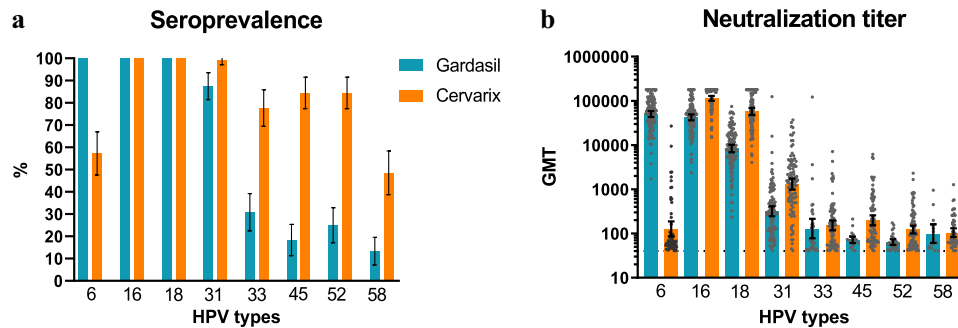 a
Seroprevalence
%
100
90
80
70
60
50
40
30
20
10
0
6 16 18 31 33 45 52 58
HPV types
Gardasil
Cervarix
b
Neutralization titer
GMT
1000000
100000
10000
1000
100
10
6 16 18 31 33 45 52 58
HPV types